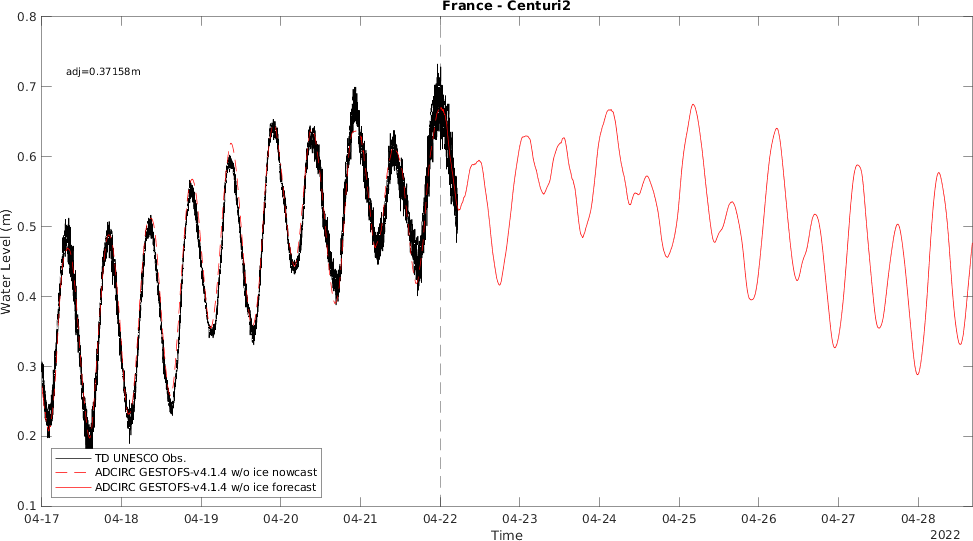 France - Centuri2
0.8
0.7
0.6
0.5
0.4
0.3
0.2
0.1
Water Level (m)
adj=0.37158m
TD UNESCO Obs.
ADCIRC GESTOFS-v4.1.4 w/o ice nowcast
ADCIRC GESTOFS-v4.1.4 w/o ice forecast
04-17 04-18 04-19 04-20 04-21 04-22 04-23 04-24 04-25 04-26 04-27 04-28
2022
Time